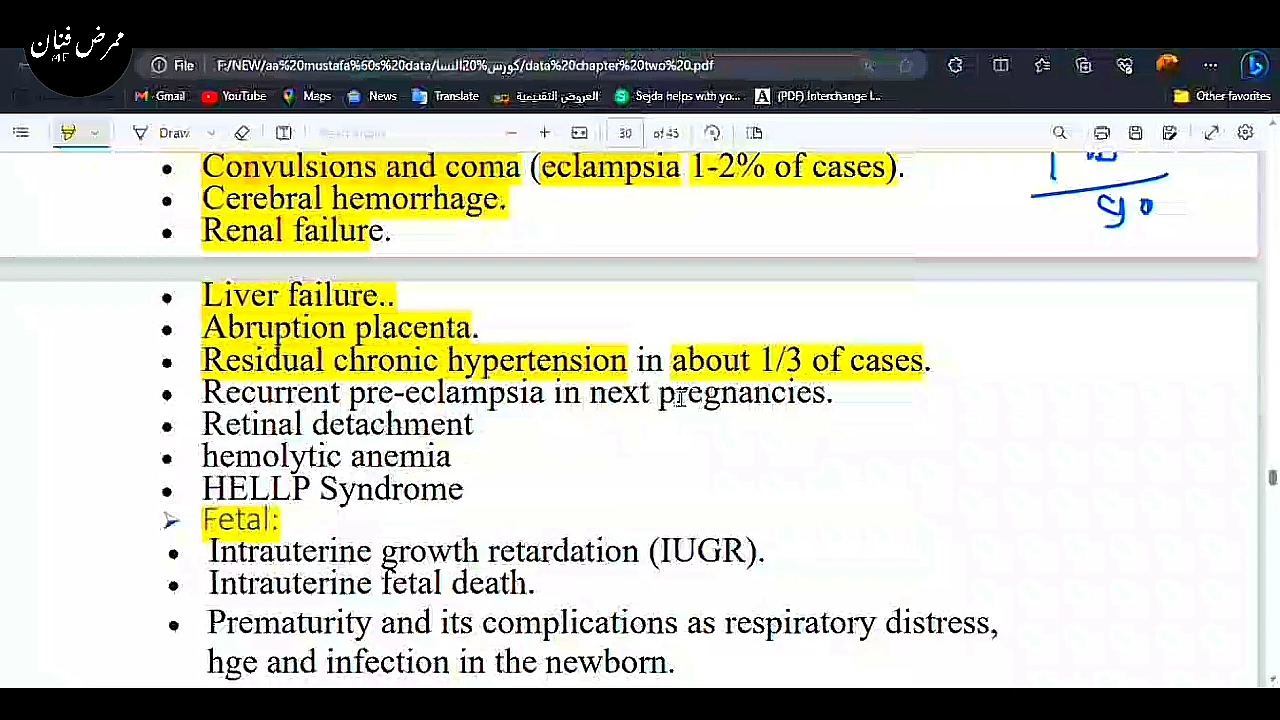 ممرض فنان
File F:/NEW/aa%20mustafa%60s%20data/كورس%20النسا/data%20chapter%20two%20.pdf
Gmail YouTube Maps News Translate العروض التقديمية Sejda helps with yo... (PDF) Interchange I... Other favorites
Draw 30 of 45
Convulsions and coma (eclampsia 1-2% of cases).
Cerebral hemorrhage.
Renal failure.
90
Liver failure..
Abruption placenta.
Residual chronic hypertension in about 1/3 of cases.
Recurrent pre-eclampsia in next pregnancies.
Retinal detachment
hemolytic anemia
HELLP Syndrome
Fetal:
Intrauterine growth retardation (IUGR).
Intrauterine fetal death.
Prematurity and its complications as respiratory distress,
hge and infection in the newborn.